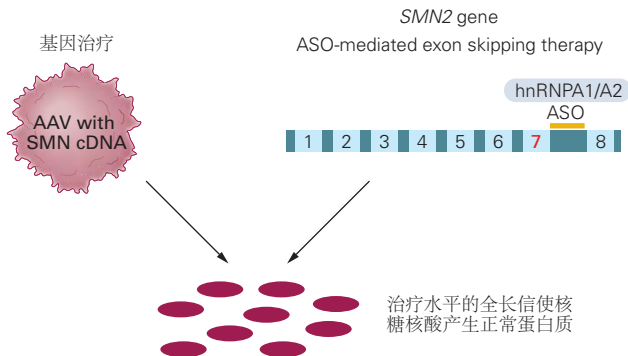 基因治疗
AAV with
SMN cDNA
SMN2 gene
ASO-mediated exon skipping therapy
hnRNPA1/A2
ASO
1 2 3 4 5 6 7 8
治疗水平的全长信使核
糖核酸产生正常蛋白质